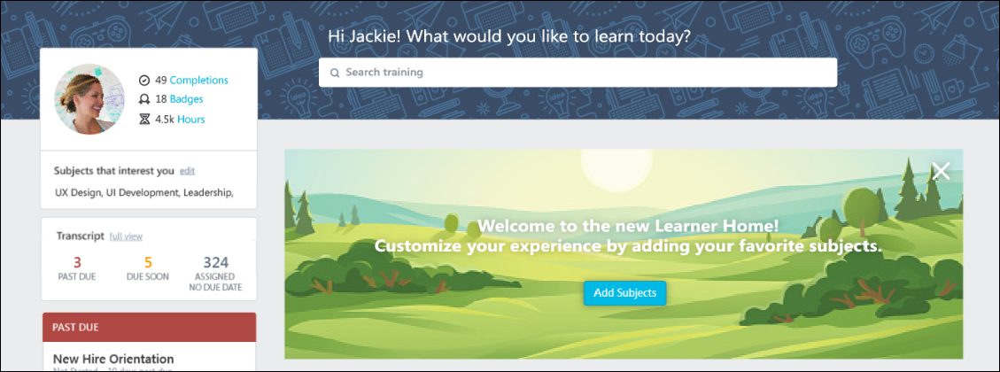 Hi Jackie! What would you like to learn today?
Search training
49 Completions
18 Badges
4.5k Hours
Subjects that interest you edit
UX Design, UI Development, Leadership,
Transcript full view
3 5 324
PAST DUE DUE SOON ASSIGNED
NO DUE DATE
PAST DUE
New Hire Orientation
Welcome to the new Learner Home!
Customize your experience by adding your favorite subjects.
Add Subjects